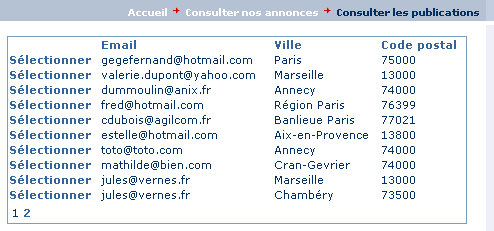 Accueil Consulter nos annonces Consulter les publications
Email Ville Code postal
Sélectionner gegefernand@hotmail.com Paris 75000
Sélectionner valerie.dupont@yahoo.com Marseille 13000
Sélectionner dummoulin@anix.fr Annecy 74000
Sélectionner fred@hotmail.com Région Paris 76399
Sélectionner cdubois@agilcom.fr Banlieue Paris 77021
Sélectionner estelle@hotmail.com Aix-en-Provence 13800
Sélectionner toto@toto.com Annecy 74000
Sélectionner mathilde@bien.com Cran-Gevrier 74000
Sélectionner jules@vernes.fr Marseille 13000
Sélectionner jules@vernes.fr Chambéry 73500
1 2